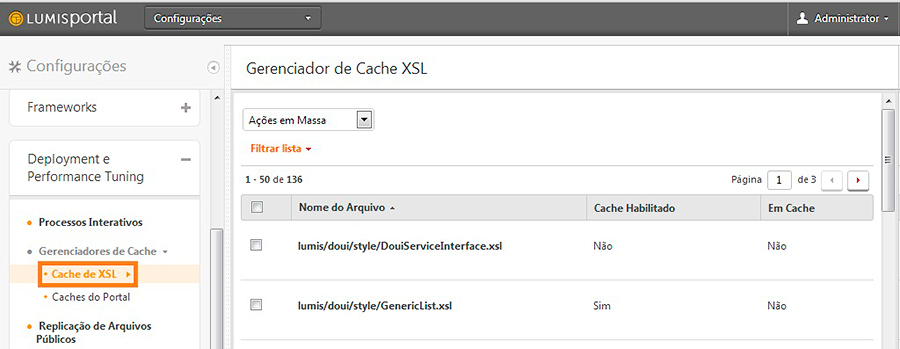 LUMISPORTAL
Configurações
Administrator
Configurações
Frameworks
Deployment e
Performance Tuning
Processos Interativos
Gerenciadores de Cache
Cache de XSL
Caches do Portal
Replicação de Arquivos
Públicos
Gerenciador de Cache XSL
Ações em Massa
Filtrar lista
1 - 50 de 136
Página 1 de 3
Nome do Arquivo Cache Habilitado Em Cache
lumis/doui/style/DouiServiceInterface.xsl Não Não
lumis/doui/style/GenericList.xsl Sim Não